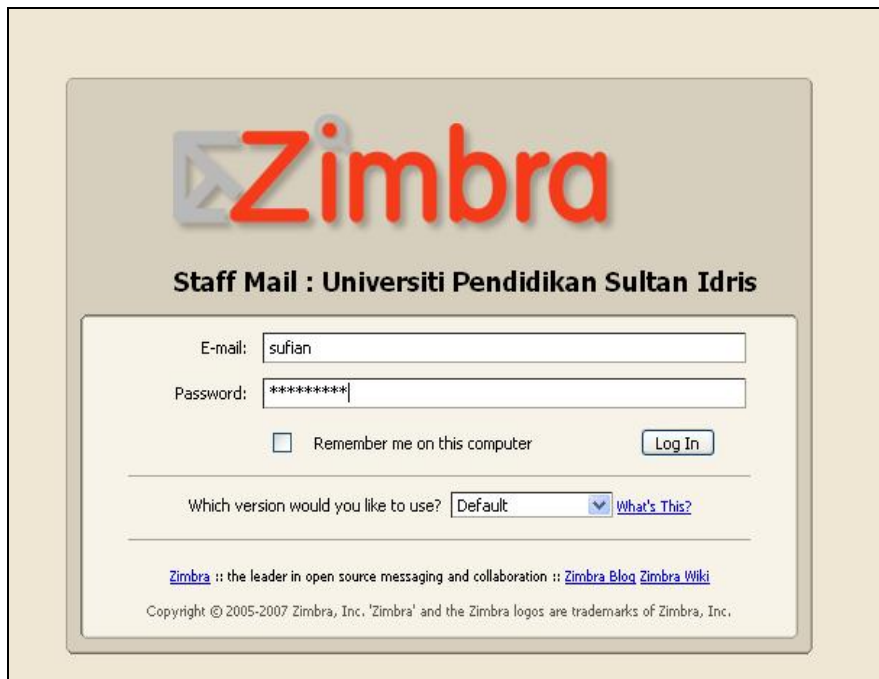 Zimbra
Staff Mail : Universiti Pendidikan Sultan Idris
E-mail: sufian
Password: *********
Remember me on this computer Log In
Which version would you like to use? Default What's This?
Zimbra :: the leader in open source messaging and collaboration :: Zimbra Blog Zimbra Wiki
Copyright © 2005-2007 Zimbra, Inc. 'Zimbra' and the Zimbra logos are trademarks of Zimbra, Inc.